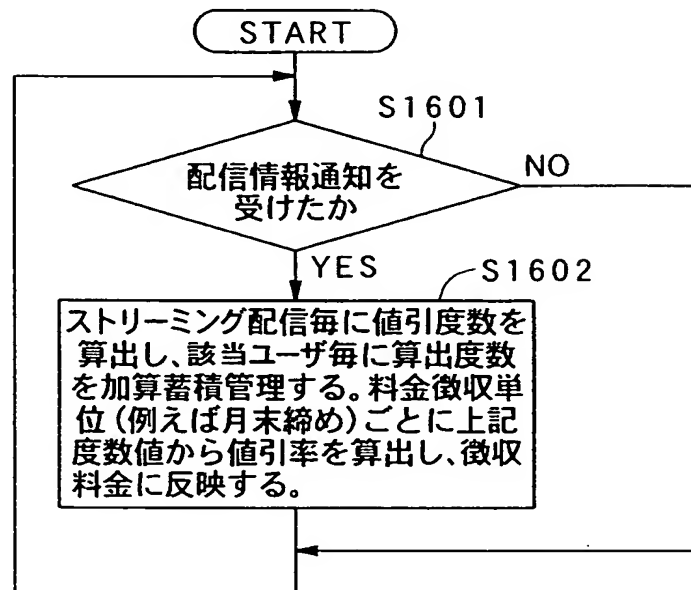 START
S1601
配信情報通知を
受けたか
NO
YES
S1602
ストリーミング配信毎に値引度数を
算出し、該当ユーザ毎に算出度数
を加算蓄積管理する。料金徴収単
位(例えば月末締め)ごとに上記
度数値から値引率を算出し、徴収
料金に反映する。